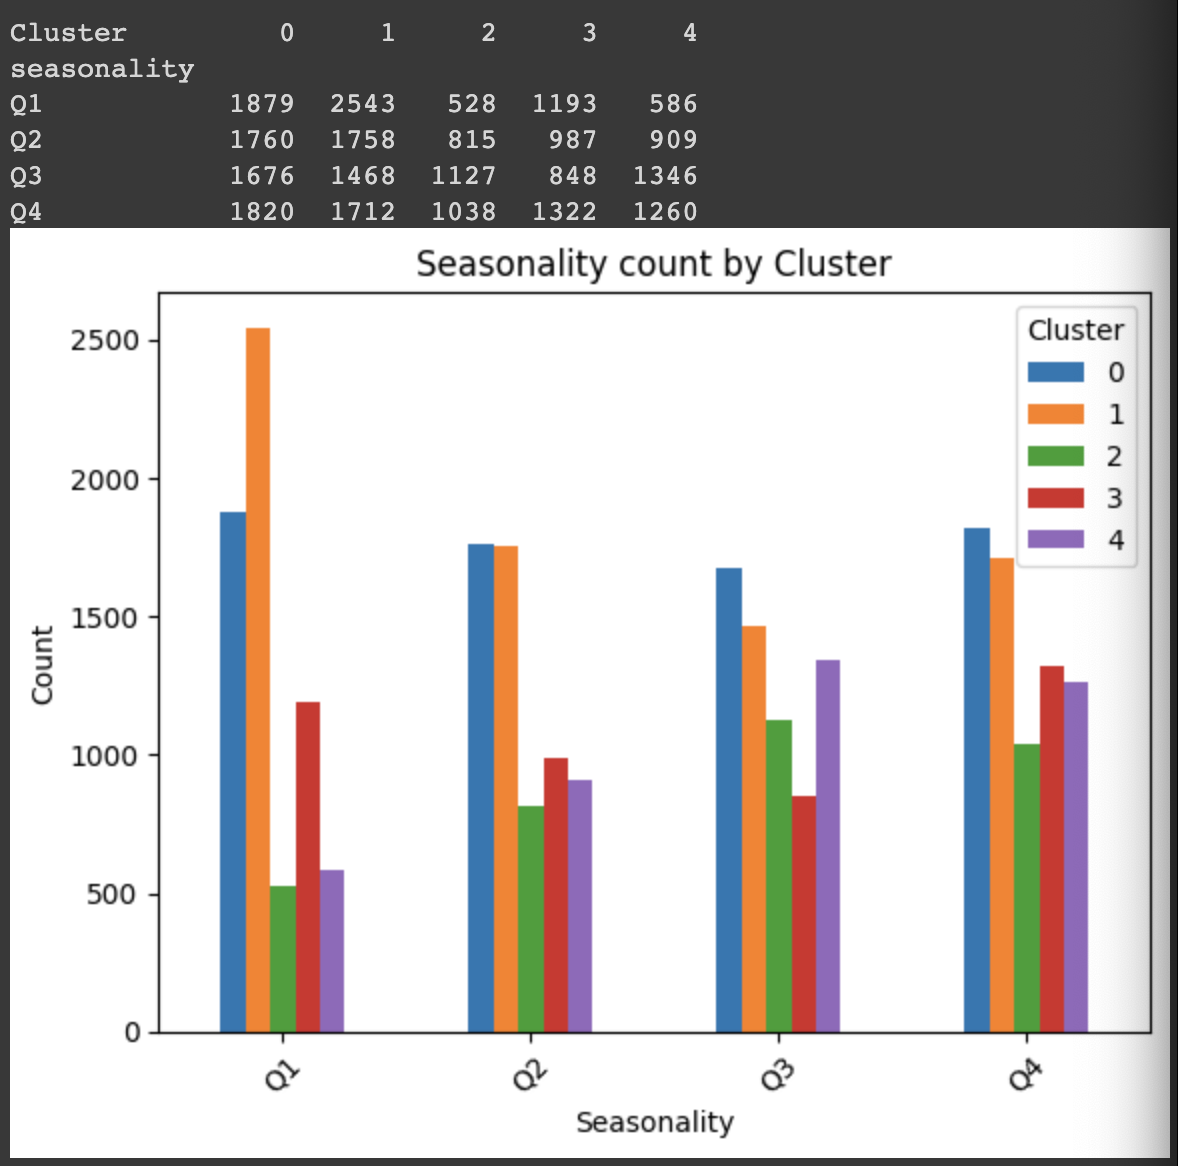 Cluster 0 1 2 3 4
seasonality
Q1 1879 2543 528 1193 586
Q2 1760 1758 815 987 909
Q3 1676 1468 1127 848 1346
Q4 1820 1712 1038 1322 1260
Seasonality count by Cluster
Cluster
0
1
2
3
4
2500
2000
1500
1000
500
0
Count
Q1 Q2 Q3 Q4
Seasonality